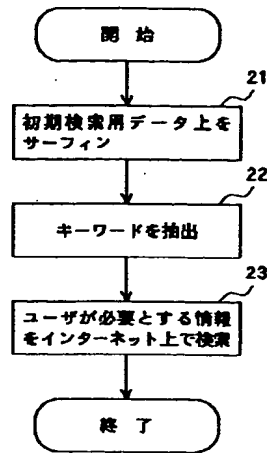 開始
21
初期検索用データ上を
サーフィン
22
キーワードを抽出
23
ユーザが必要とする情報
をインターネット上で検索
終了